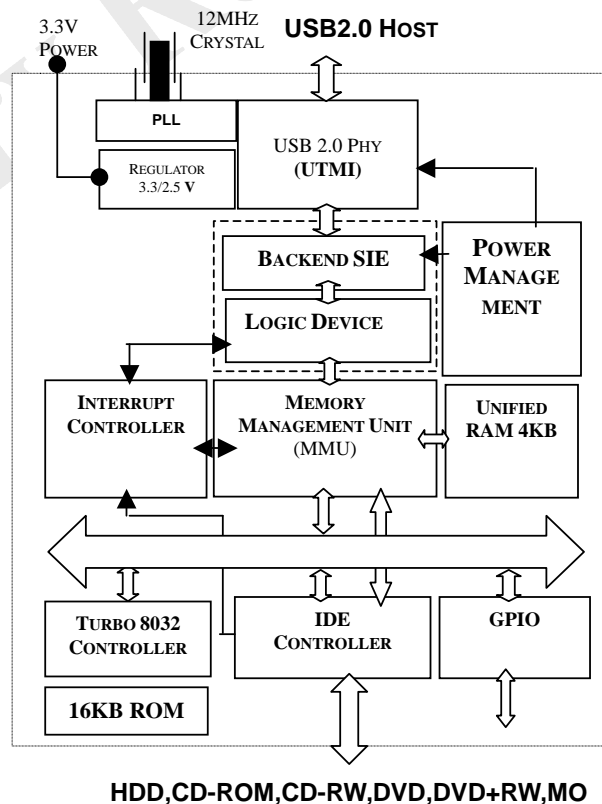 3.3V
POWER
12MHz
CRYSTAL
USB2.0 HOST
PLL
REGULATOR
3.3/2.5 V
USB 2.0 PHY
(UTMI)
BACKEND SIE
LOGIC DEVICE
POWER
MANAGE
MENT
INTERRUPT
CONTROLLER
MEMORY
MANAGEMENT UNIT
(MMU)
UNIFIED
RAM 4KB
TURBO 8032
CONTROLLER
IDE
CONTROLLER
GPIO
16KB ROM
HDD,CD-ROM,CD-RW,DVD,DVD+RW,MO